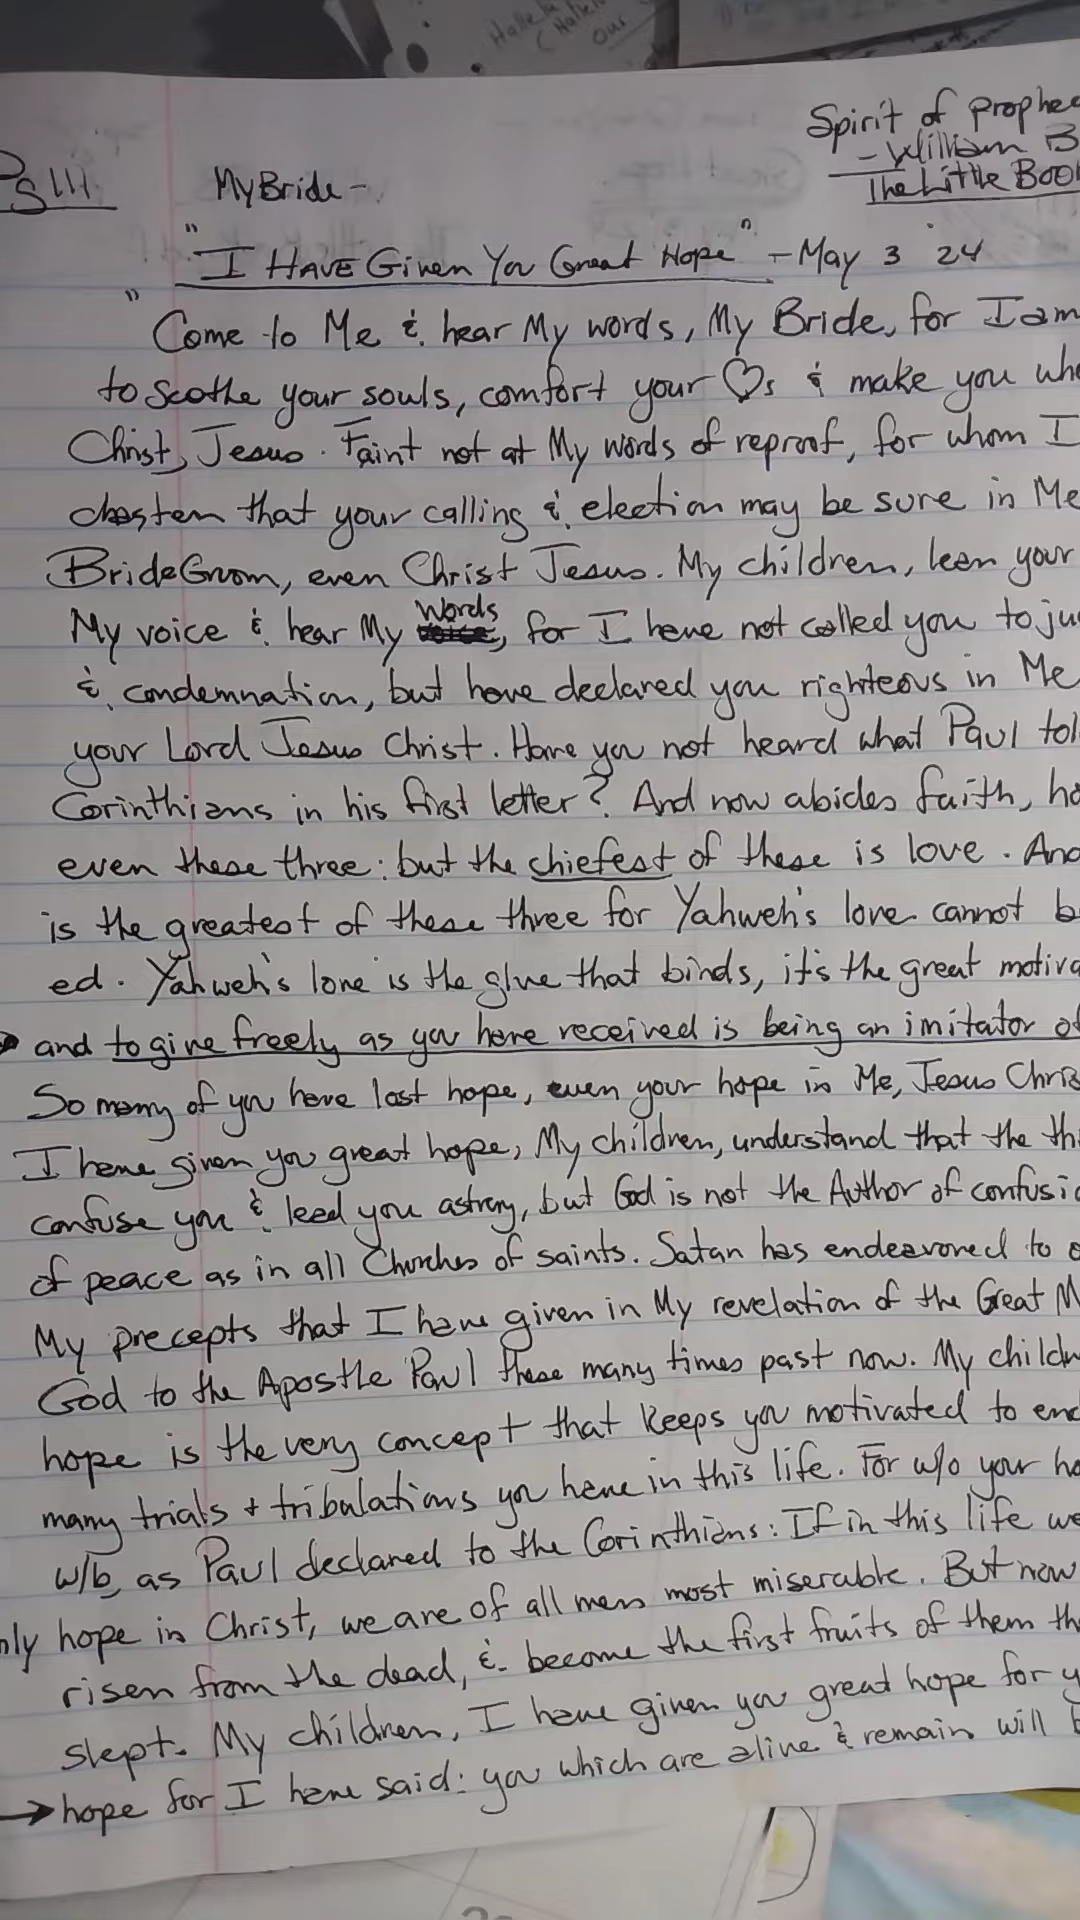 Halle
(Halle
our
Spirit of Prophe
- William B
The Little Boo
Ps 111
My Bride -
"I HAVE Given You Great Hope" - May 3 '24
"Come to Me & hear My words, My Bride, for I am
to soothe your souls, comfort your ♡s & make you who
Christ, Jesus. Faint not at My words of reproof, for whom I
chasten that your calling & election may be sure in Me
BrideGroom, even Christ Jesus. My children, lean your
My voice & hear My words, for I have not called you to ju
& condemnation, but have declared you righteous in Me
your Lord Jesus Christ. Have you not heard what Paul tol
Corinthians in his first letter? And now abides faith, ho
even these three: but the chiefest of these is love. And
is the greatest of these three for Yahweh's love cannot b
ed. Yahweh's love is the glue that binds, it's the great motiva
and to give freely as you have received is being an imitator of
So many of you have lost hope, even your hope in Me, Jesus Chris
I have given you great hope, My children, understand that the thi
confuse you & lead you astray, but God is not the Author of confusio
of peace as in all Churches of saints. Satan has endeavored to
My precepts that I have given in My revelation of the Great M
God to the Apostle Paul these many times past now. My childr
hope is the very concept that keeps you motivated to end
many trials + tribulations you have in this life. For w/o your ho
w/b, as Paul declared to the Corinthians: If in this life we
nly hope in Christ, we are of all men most miserable. But now
risen from the dead, & become the first fruits of them th
slept. My children, I have given you great hope for y
→ hope for I have said: you which are alive & remain will b